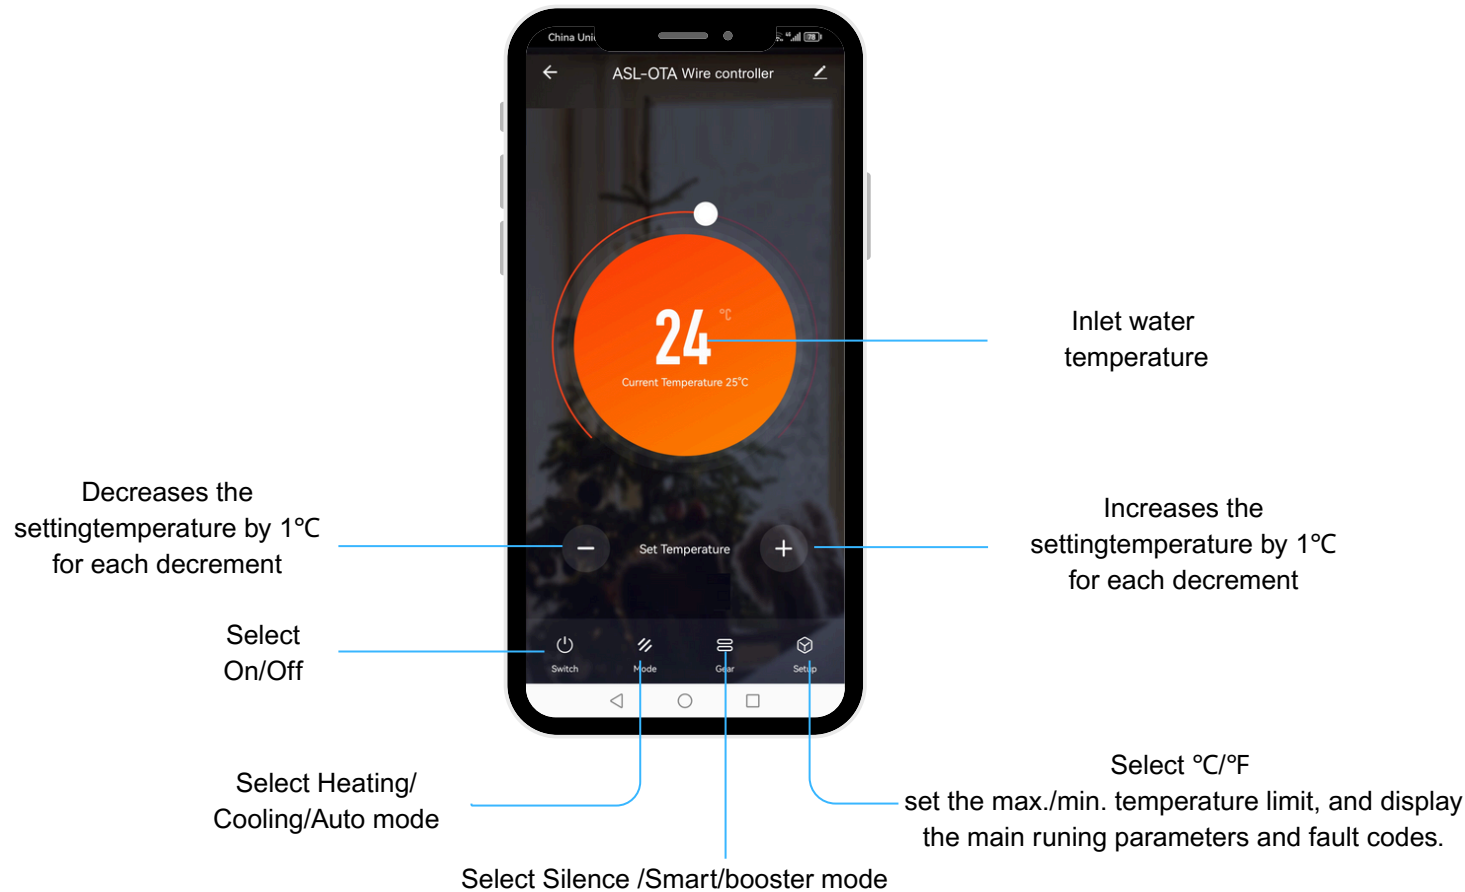 China Uni
78
ASL-OTA Wire controller
24 °C
Current Temperature 25°C
Inlet water
temperature
Decreases the
settingtemperature by 1℃
for each decrement
Set Temperature
Increases the
settingtemperature by 1℃
for each decrement
Select
On/Off
Switch
Mode
Gear
Setup
Select Heating/
Cooling/Auto mode
Select ℃/℉
set the max./min. temperature limit, and display
the main runing parameters and fault codes.
Select Silence /Smart/booster mode